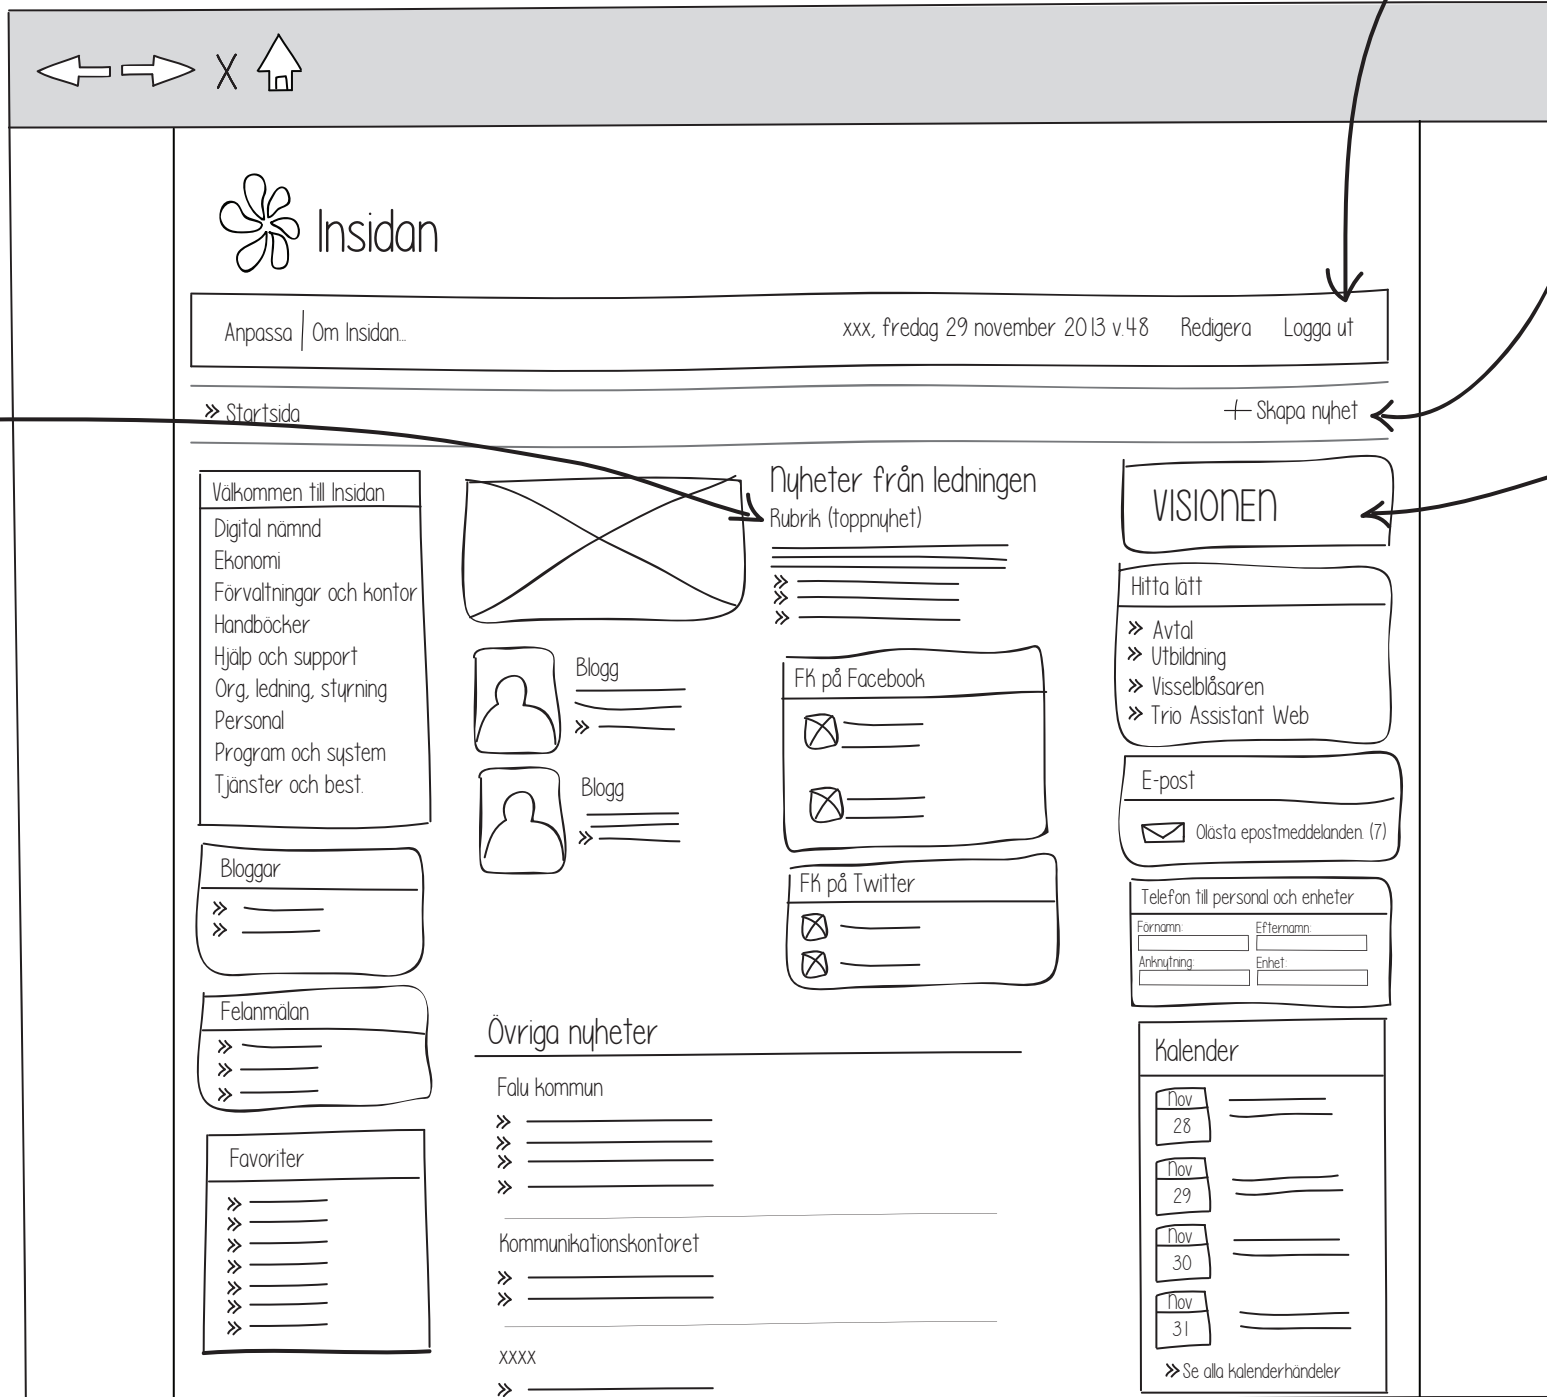 X
Insidan
Anpassa | Om Insidan...
xxx, fredag 29 november 2013 v.48 Redigera Logga ut
» Startsida
+ Skapa nyhet
Välkommen till Insidan
Digital nämnd
Ekonomi
Förvaltningar och kontor
Handböcker
Hjälp och support
Org, ledning, styrning
Personal
Program och system
Tjänster och best.
Bloggar
Felanmälan
Favoriter
Nyheter från ledningen
Rubrik (toppnyhet)
Blogg
Blogg
FK på Facebook
FK på Twitter
Övriga nyheter
Falu kommun
Kommunikationskontoret
xxxx
VISIONEN
Hitta lätt
» Avtal
» Utbildning
» Visselblåsaren
» Trio Assistant Web
E-post
Olästa epostmeddelanden. (7)
Telefon till personal och enheter
Förnamn: Efternamn:
Anknytning: Enhet:
Kalender
Nov
28
Nov
29
Nov
30
Nov
31
» Se alla kalenderhändeler